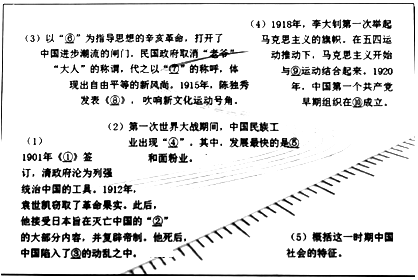 (3) 以“⑥”为指导思想的辛亥革命，打开了
中国进步潮流的闸门。民国政府取消“老爷”
“大人”的称谓，代之以“⑦”的称呼，体
现出自由平等的新风尚。1915年，陈独秀
发表《⑧》，吹响新文化运动号角。
(4) 1918年，李大钊第一次举起
马克思主义的旗帜。在五四运
动推动下，马克思主义开始
与⑨运动结合起来。1920
年，中国第一个共产党
早期组织在⑩成立。
(2) 第一次世界大战期间，中国民族工
业出现“④”。其中，发展最快的是⑤
和面粉业。
(1)
1901年《①》签
订，清政府沦为列强
统治中国的工具。1912年，
袁世凯窃取了革命果实。此后，
他接受日本旨在灭亡中国的“②”
的大部分内容，并复辟帝制。他死后，
中国陷入了③的动乱之中。
(5) 概括这一时期中国
社会的特征。